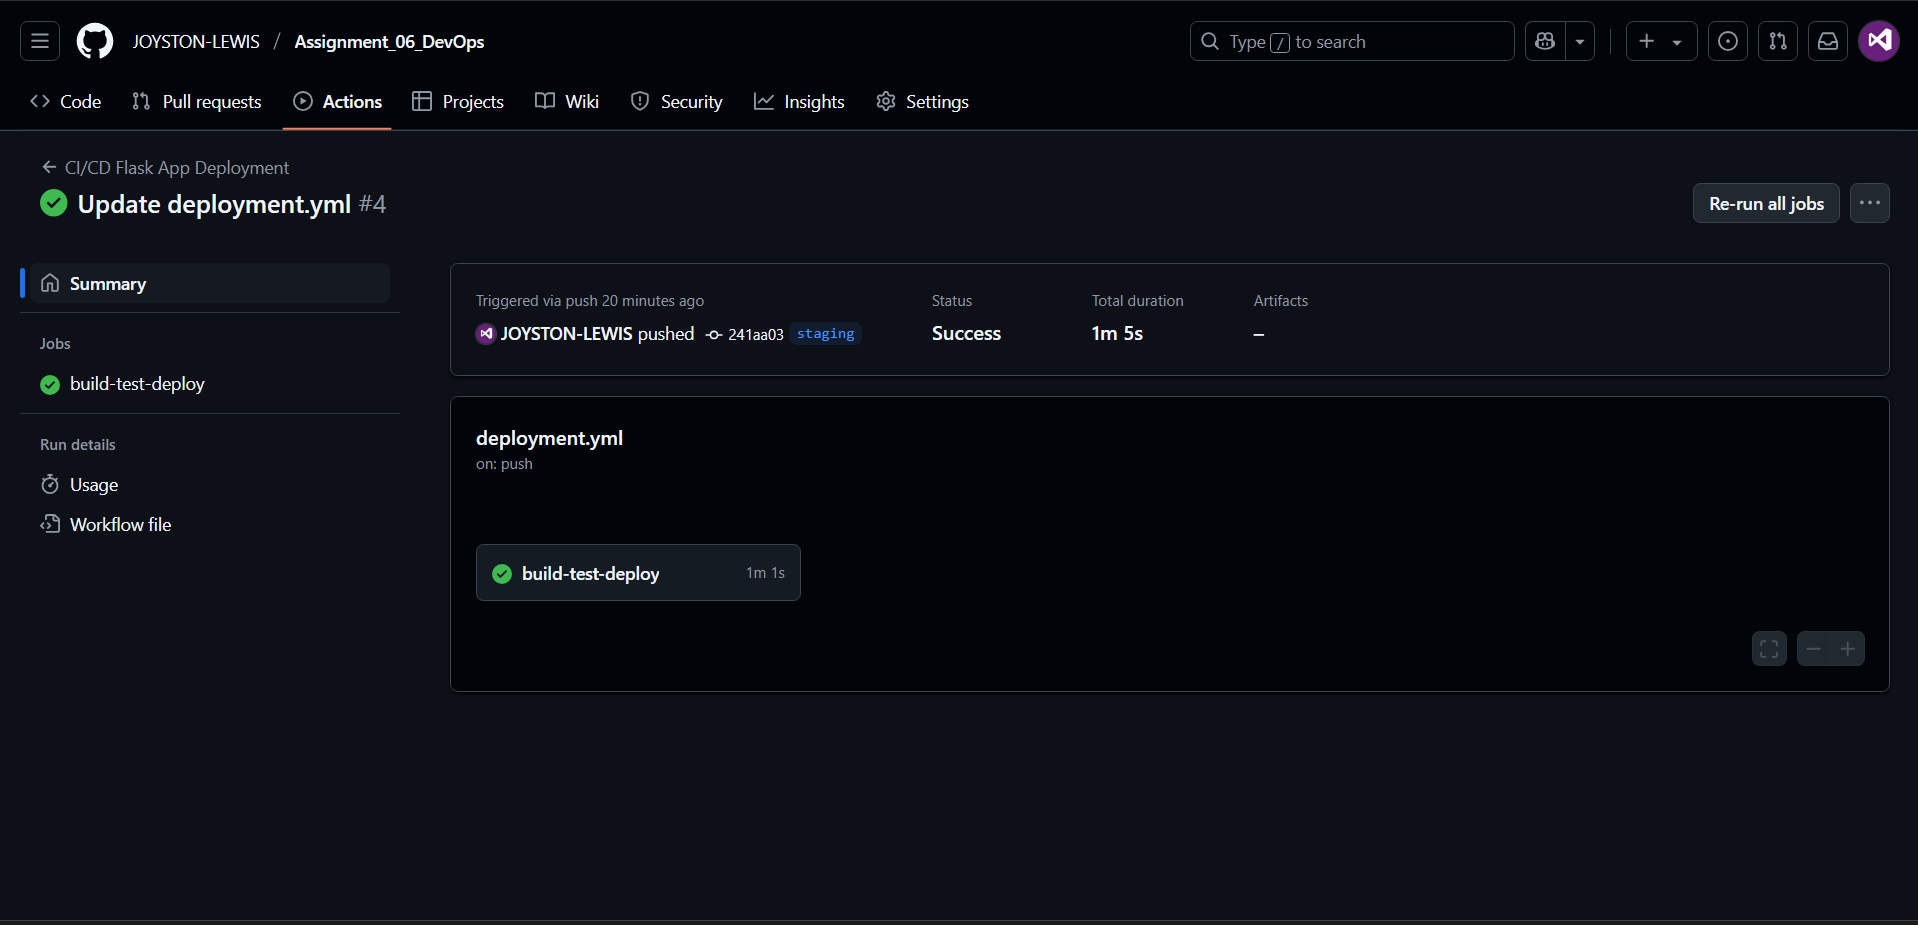 JOYSTON-LEWIS / Assignment_06_DevOps
Type / to search
Code Pull requests Actions Projects Wiki Security Insights Settings
CI/CD Flask App Deployment
Update deployment.yml #4
Re-run all jobs
Summary
Jobs
build-test-deploy
Run details
Usage
Workflow file
Triggered via push 20 minutes ago
JOYSTON-LEWIS pushed 241aa03 staging
Status
Success
Total duration
1m 5s
Artifacts
–
deployment.yml
on: push
build-test-deploy 1m 1s